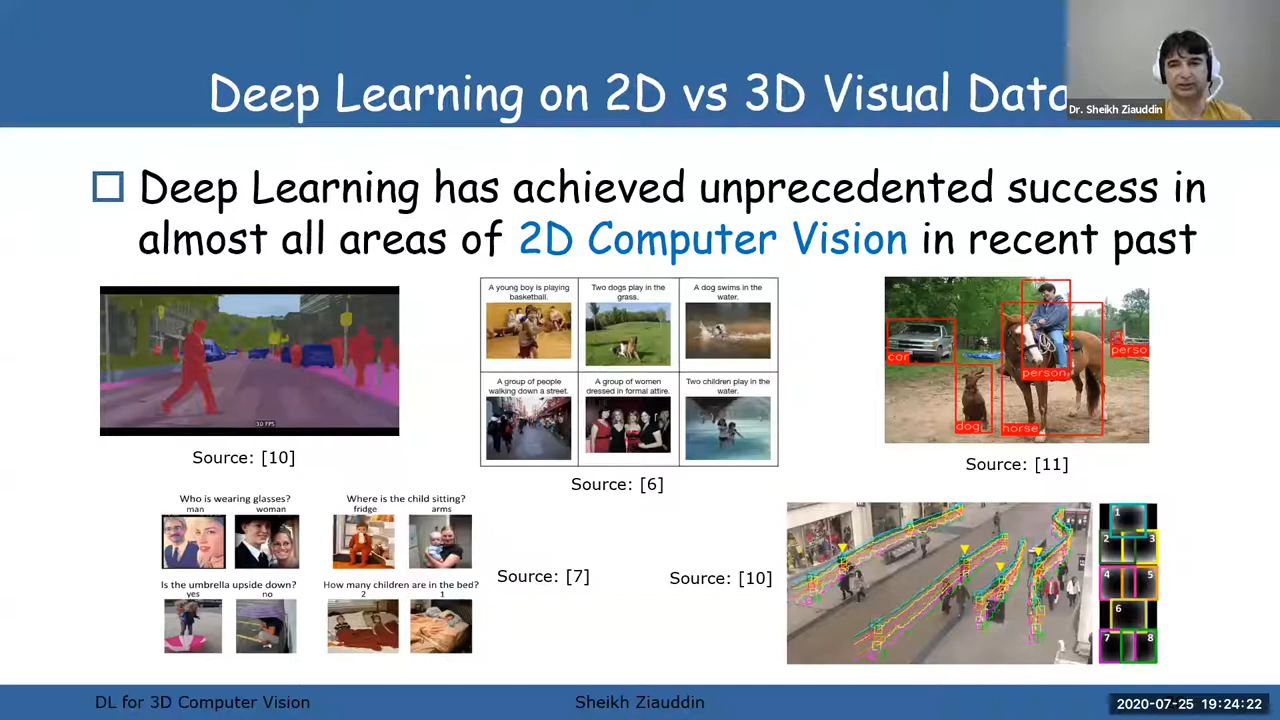 Deep Learning on 2D vs 3D Visual Data
Dr. Sheikh Ziauddin
Deep Learning has achieved unprecedented success in
almost all areas of 2D Computer Vision in recent past
30 FPS
Source: [10]
A young boy is playing
basketball.
Two dogs play in the
grass.
A dog swims in the
water.
A group of people
walking down a street.
A group of women
dressed in formal attire.
Two children play in the
water.
Source: [6]
car
dog
horse
person
perso
Source: [11]
Who is wearing glasses?
man woman
Where is the child sitting?
fridge arms
Is the umbrella upside down?
yes no
How many children are in the bed?
2 1
Source: [7]
Source: [10]
1
2 3
4 5
6
7 8
DL for 3D Computer Vision
Sheikh Ziauddin
2020-07-25 19:24:22